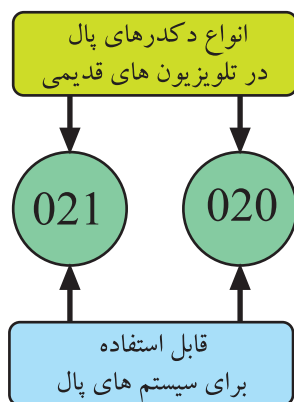 انواع دکدرهای پال
در تلویزیون های قدیمی
021
020
قابل استفاده
برای سیستم های پال